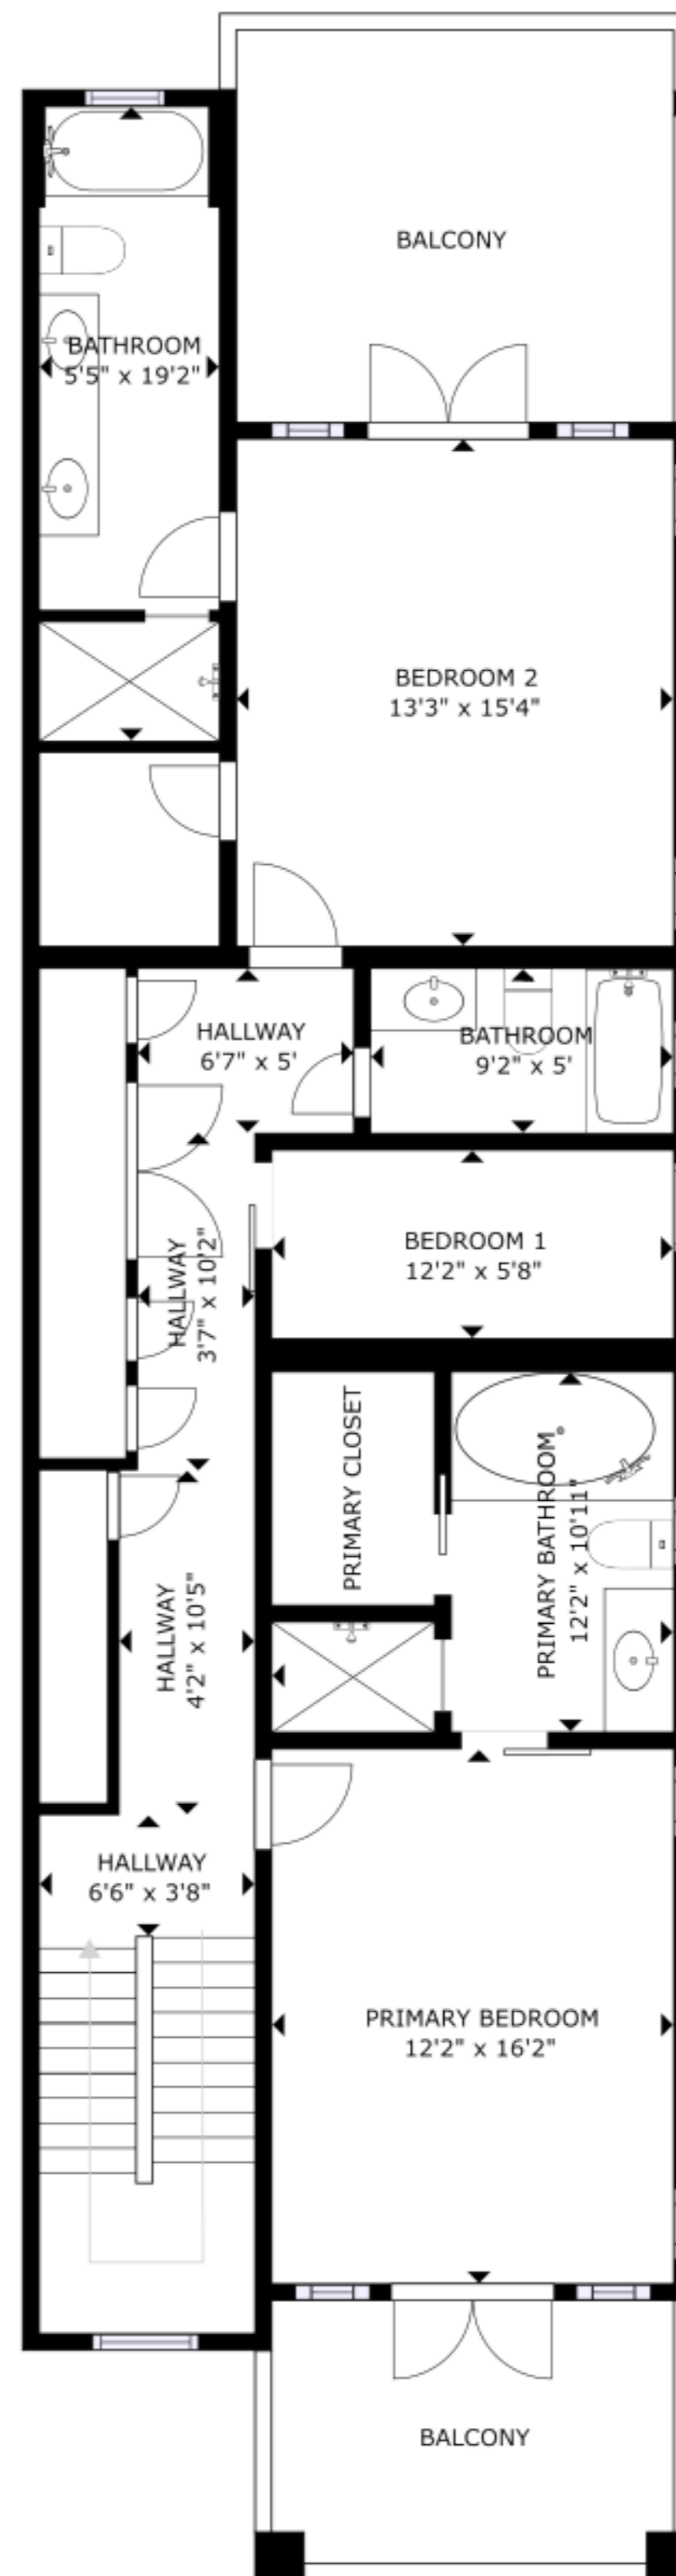 BALCONY
BATHROOM
5'5" x 19'2"
BEDROOM 2
13'3" x 15'4"
HALLWAY
6'7" x 5'
BATHROOM
9'2" x 5'
BEDROOM 1
12'2" x 5'8"
HALLWAY
3'7" x 10'2"
PRIMARY CLOSET
PRIMARY BATHROOM
12'2" x 10'11"
HALLWAY
4'2" x 10'5"
HALLWAY
6'6" x 3'8"
PRIMARY BEDROOM
12'2" x 16'2"
BALCONY